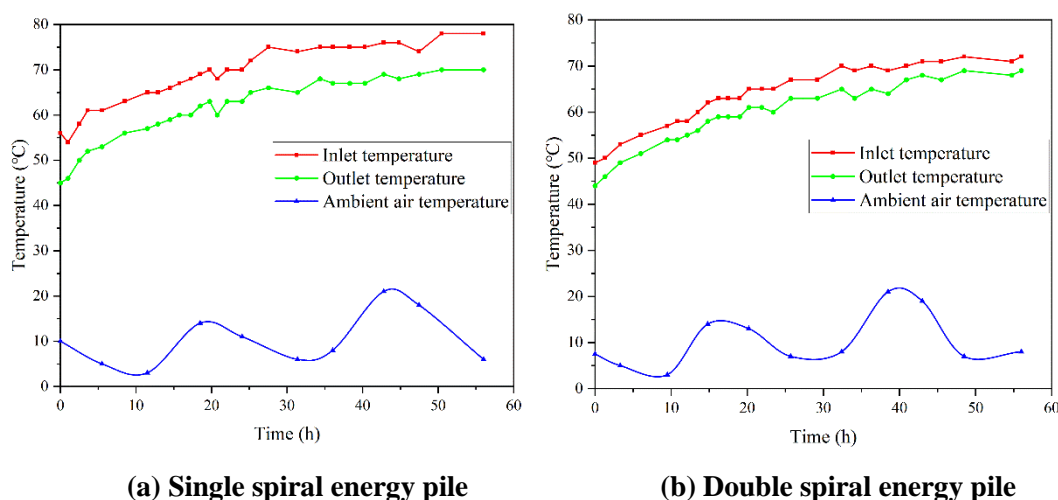 80
70
60
50
40
30
20
10
0
Temperature (℃)
Inlet temperature
Outlet temperature
Ambient air temperature
0 10 20 30 40 50 60
Time (h)
(a) Single spiral energy pile
80
70
60
50
40
30
20
10
0
Temperature (℃)
Inlet temperature
Outlet temperature
Ambient air temperature
0 10 20 30 40 50 60
Time (h)
(b) Double spiral energy pile